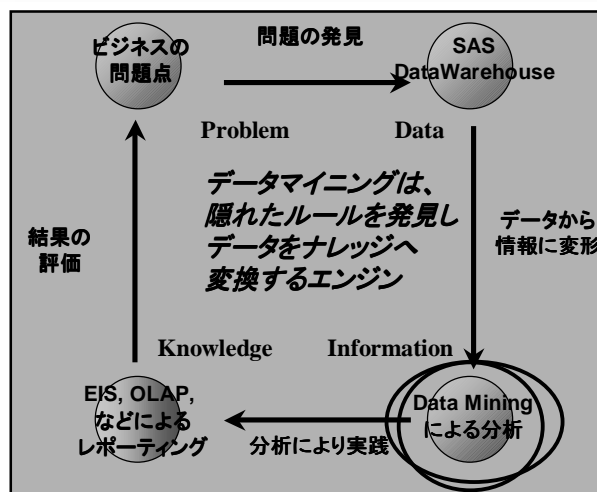 ビジネスの
問題点
問題の発見
SAS
DataWarehouse
Problem
Data
データマイニングは、
隠れたルールを発見し
データをナレッジへ
変換するエンジン
結果の
評価
データから
情報に変形
Knowledge
Information
EIS, OLAP,
などによる
レポーティング
分析により実践
Data Mining
による分析